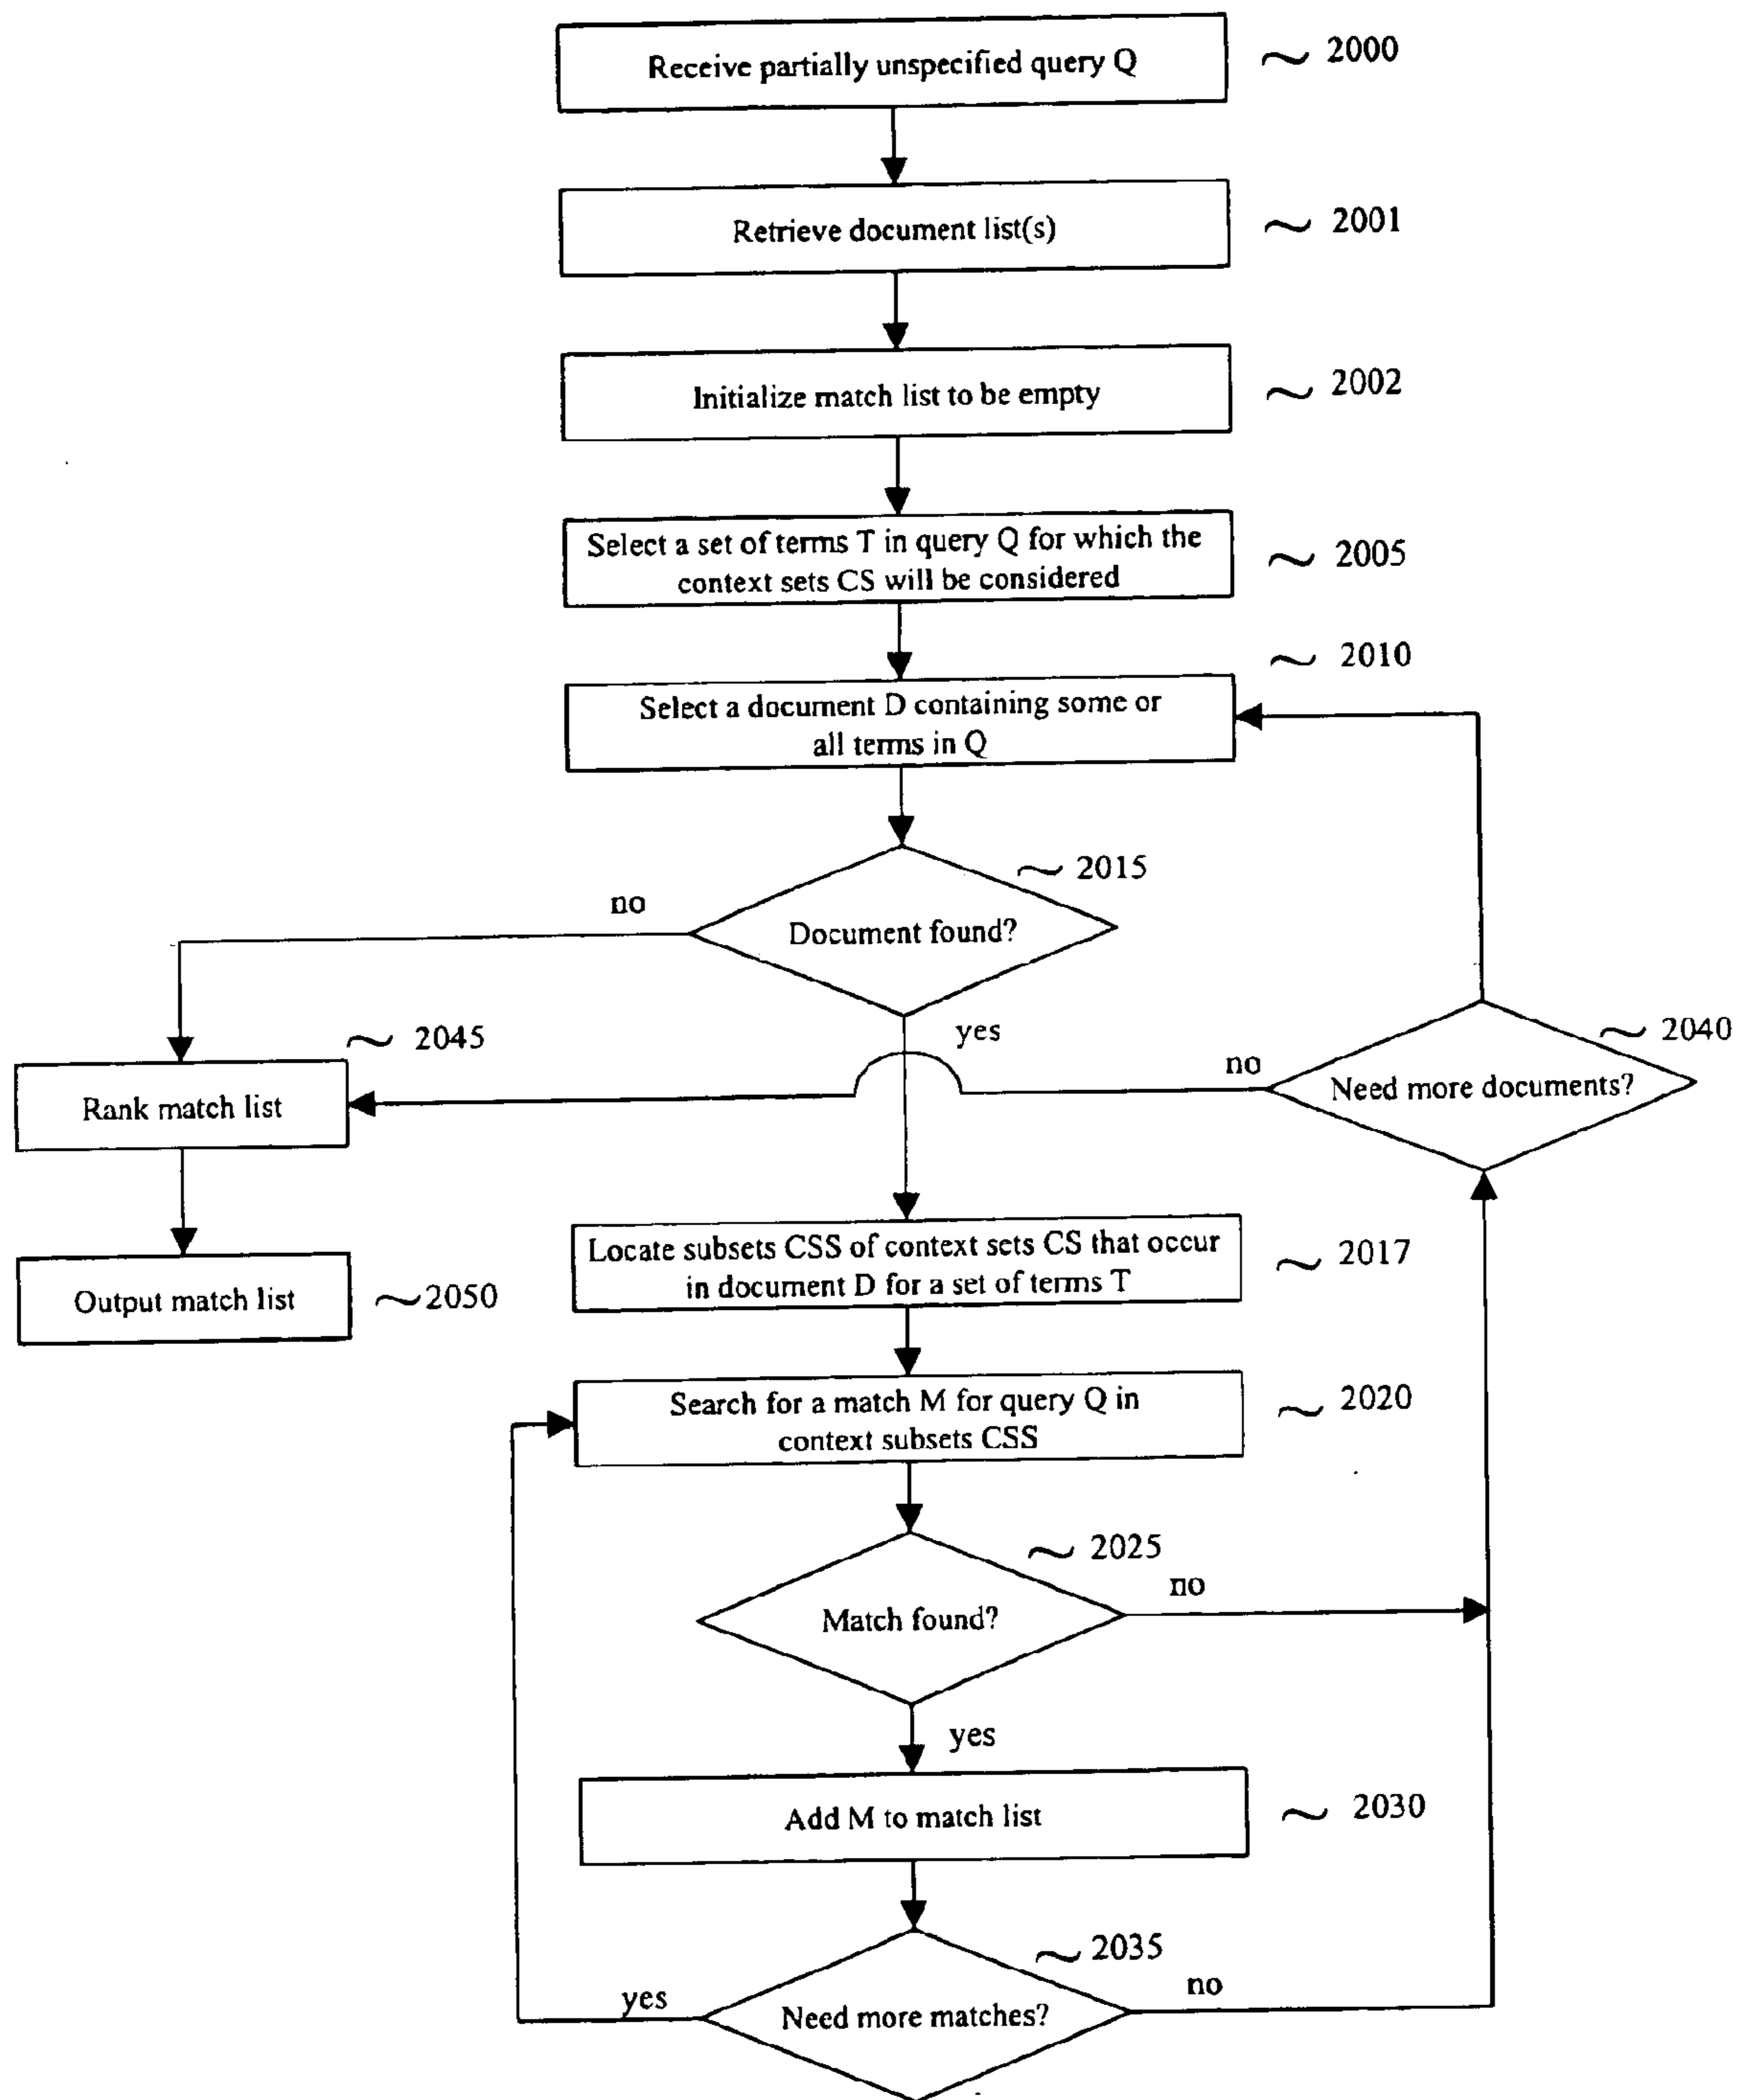 Receive partially unspecified query Q
2000
Retrieve document list(s)
2001
Initialize match list to be empty
2002
Select a set of terms T in query Q for which the
context sets CS will be considered
2005
2010
Select a document D containing some or
all terms in Q
2015
no
Document found?
yes
2045
2040
no
Need more documents?
Rank match list
Locate subsets CSS of context sets CS that occur
in document D for a set of terms T
2017
Output match list
2050
Search for a match M for query Q in
context subsets CSS
2020
2025
no
Match found?
yes
Add M to match list
2030
2035
yes
no
Need more matches?